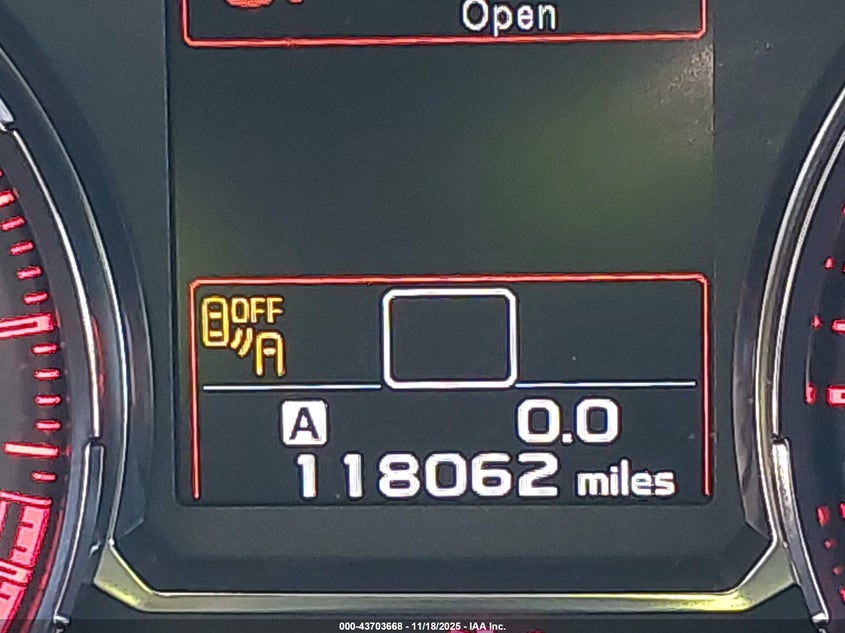 Open
OFF
A 0.0
118062 miles
000-43703668 - 11/18/2025 - IAA Inc.